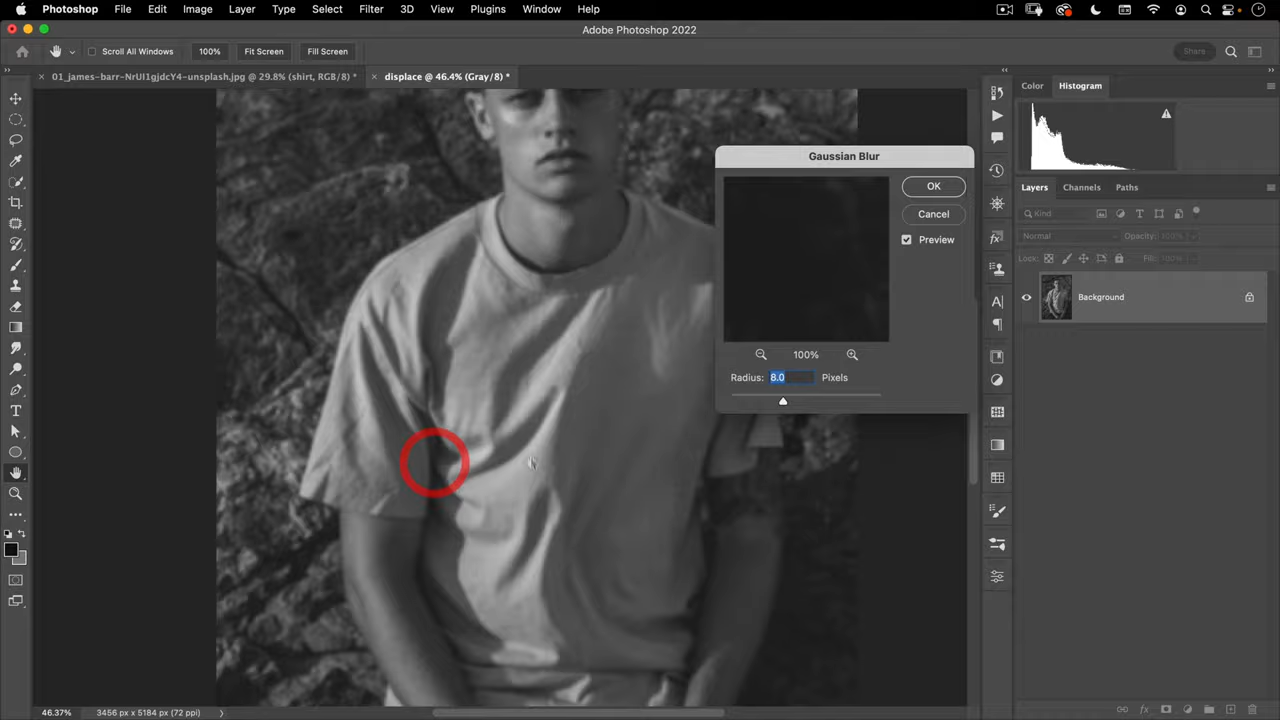 Photoshop File Edit Image Layer Type Select Filter 3D View Plugins Window Help
Adobe Photoshop 2022
Scroll All Windows 100% Fit Screen Fill Screen Share
01_james-barr-NrUI1gjdcY4-unsplash.jpg @ 29.8% (shirt, RGB/8) *
displace @ 46.4% (Gray/8) *
Color Histogram
Gaussian Blur
OK
Cancel
Preview
100%
Radius: 8.0 Pixels
Layers Channels Paths
Kind
Normal Opacity: 100%
Lock: Fill: 100%
Background
46.37% 3456 px x 5184 px (72 ppi)